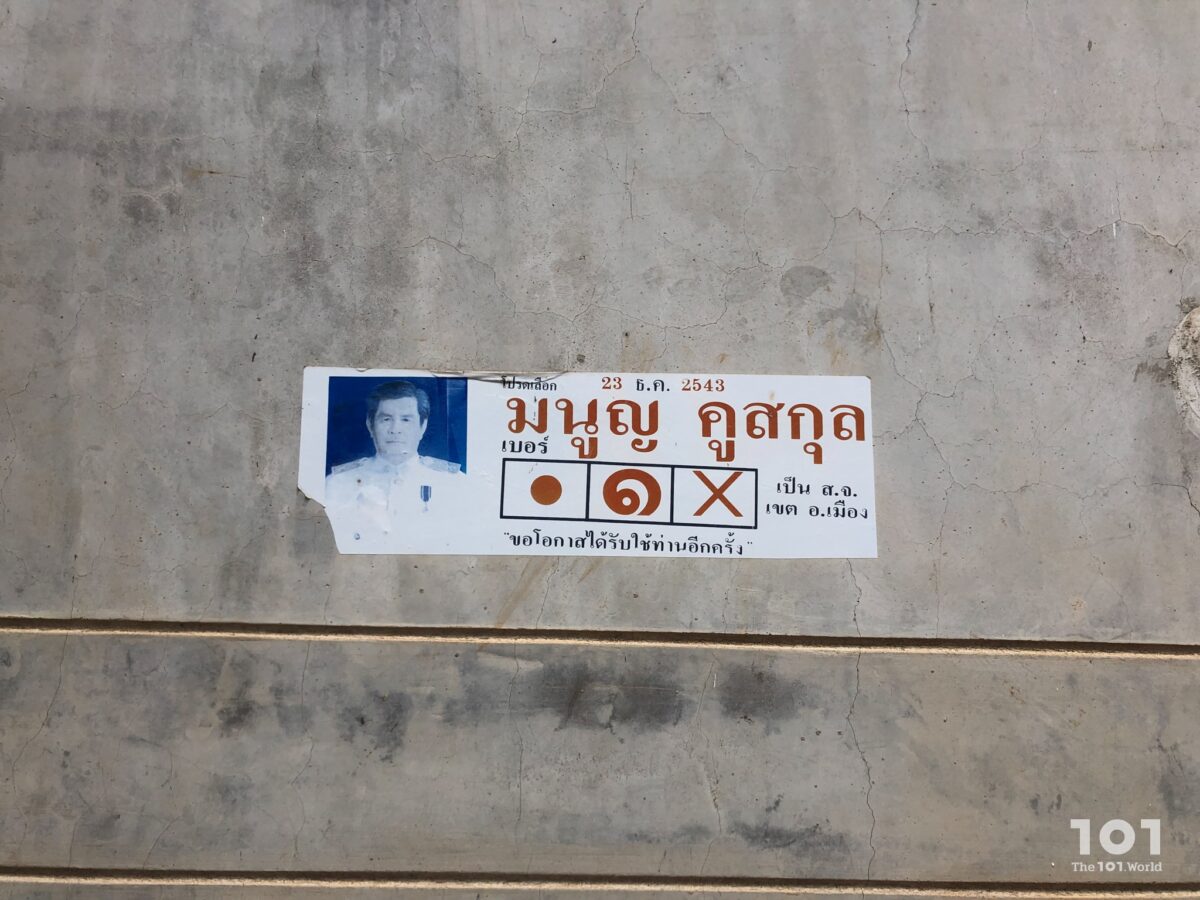 โปรดเลือก 23 ธ.ค. 2543
มนูญ คูสกุล
เบอร์
๑ X
เป็น ส.จ.
เขต อ.เมือง
"ขอโอกาสได้รับใช้ท่านอีกครั้ง"
101
The101.World